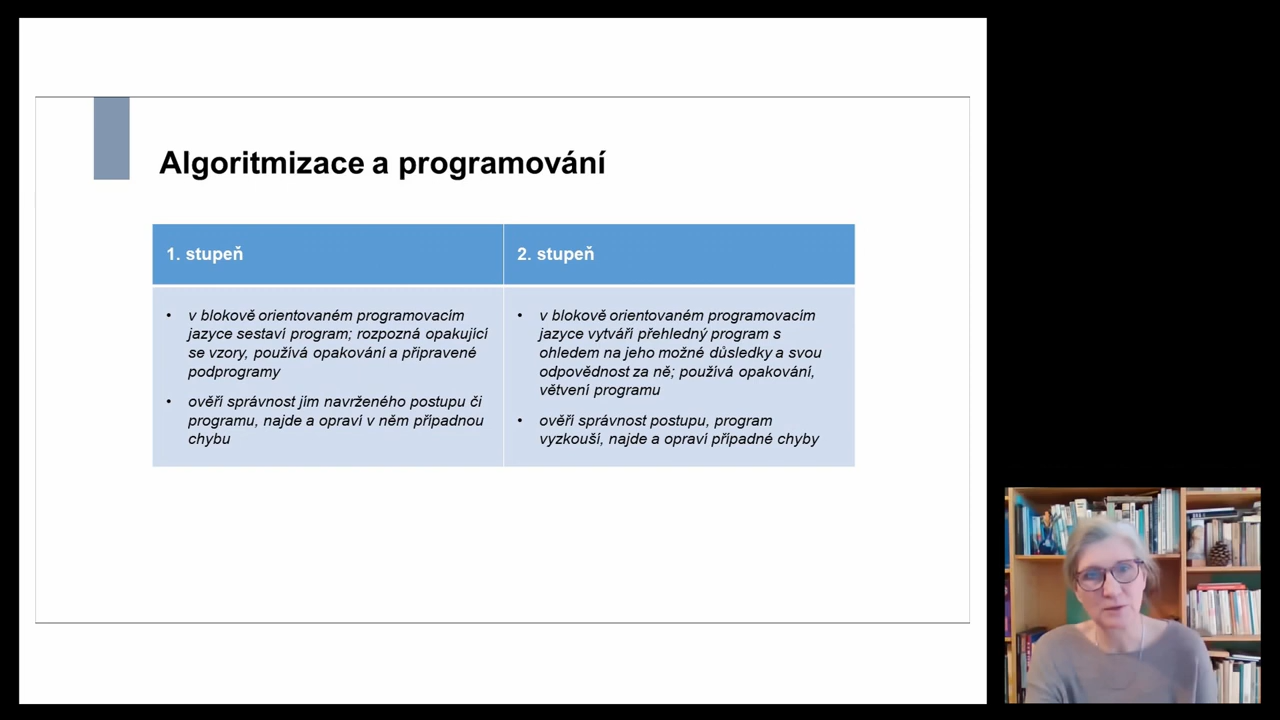 Algoritmizace a programování
1. stupeň
2. stupeň
• v blokově orientovaném programovacím
jazyce sestaví program; rozpozná opakující
se vzory, používá opakování a připravené
podprogramy
• ověří správnost jím navrženého postupu či
programu, najde a opraví v něm případnou
chybu
• v blokově orientovaném programovacím
jazyce vytváří přehledný program s
ohledem na jeho možné důsledky a svou
odpovědnost za ně; používá opakování,
větvení programu
• ověří správnost postupu, program
vyzkouší, najde a opraví případné chyby